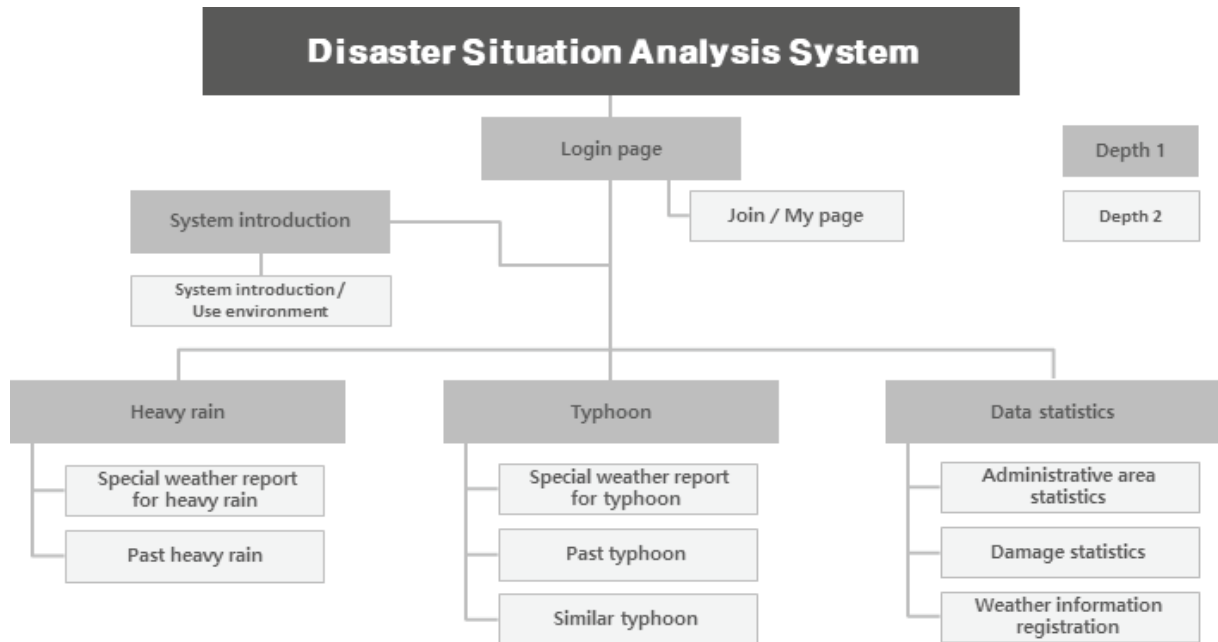 Disaster Situation Analysis System
Login page
Depth 1
System introduction
Join / My page
Depth 2
System introduction /
Use environment
Heavy rain
Typhoon
Data statistics
Special weather report
for heavy rain
Special weather report
for typhoon
Administrative area
statistics
Past heavy rain
Past typhoon
Damage statistics
Similar typhoon
Weather information
registration